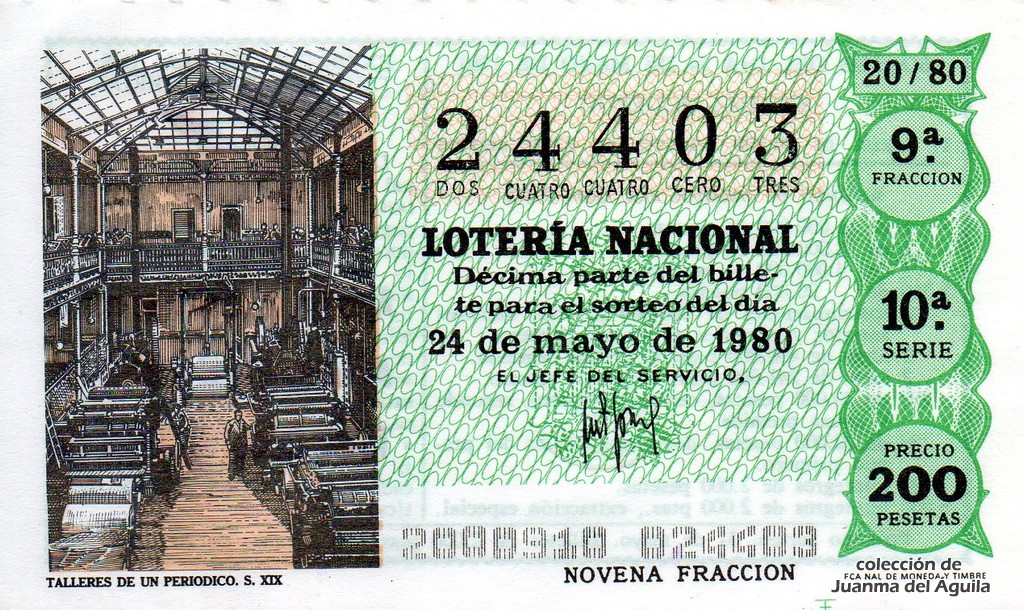 20 / 80
24403
DOS CUATRO CUATRO CERO TRES
9ª
FRACCION
LOTERÍA NACIONAL
Décima parte del bille-
te para el sorteo del día
24 de mayo de 1980
EL JEFE DEL SERVICIO,
10ª
SERIE
PRECIO
200
PESETAS
2000910 024403
NOVENA FRACCION
TALLERES DE UN PERIODICO. S. XIX
colección de
FCA NAL DE MONEDA Y TIMBRE
Juanma del Aguila